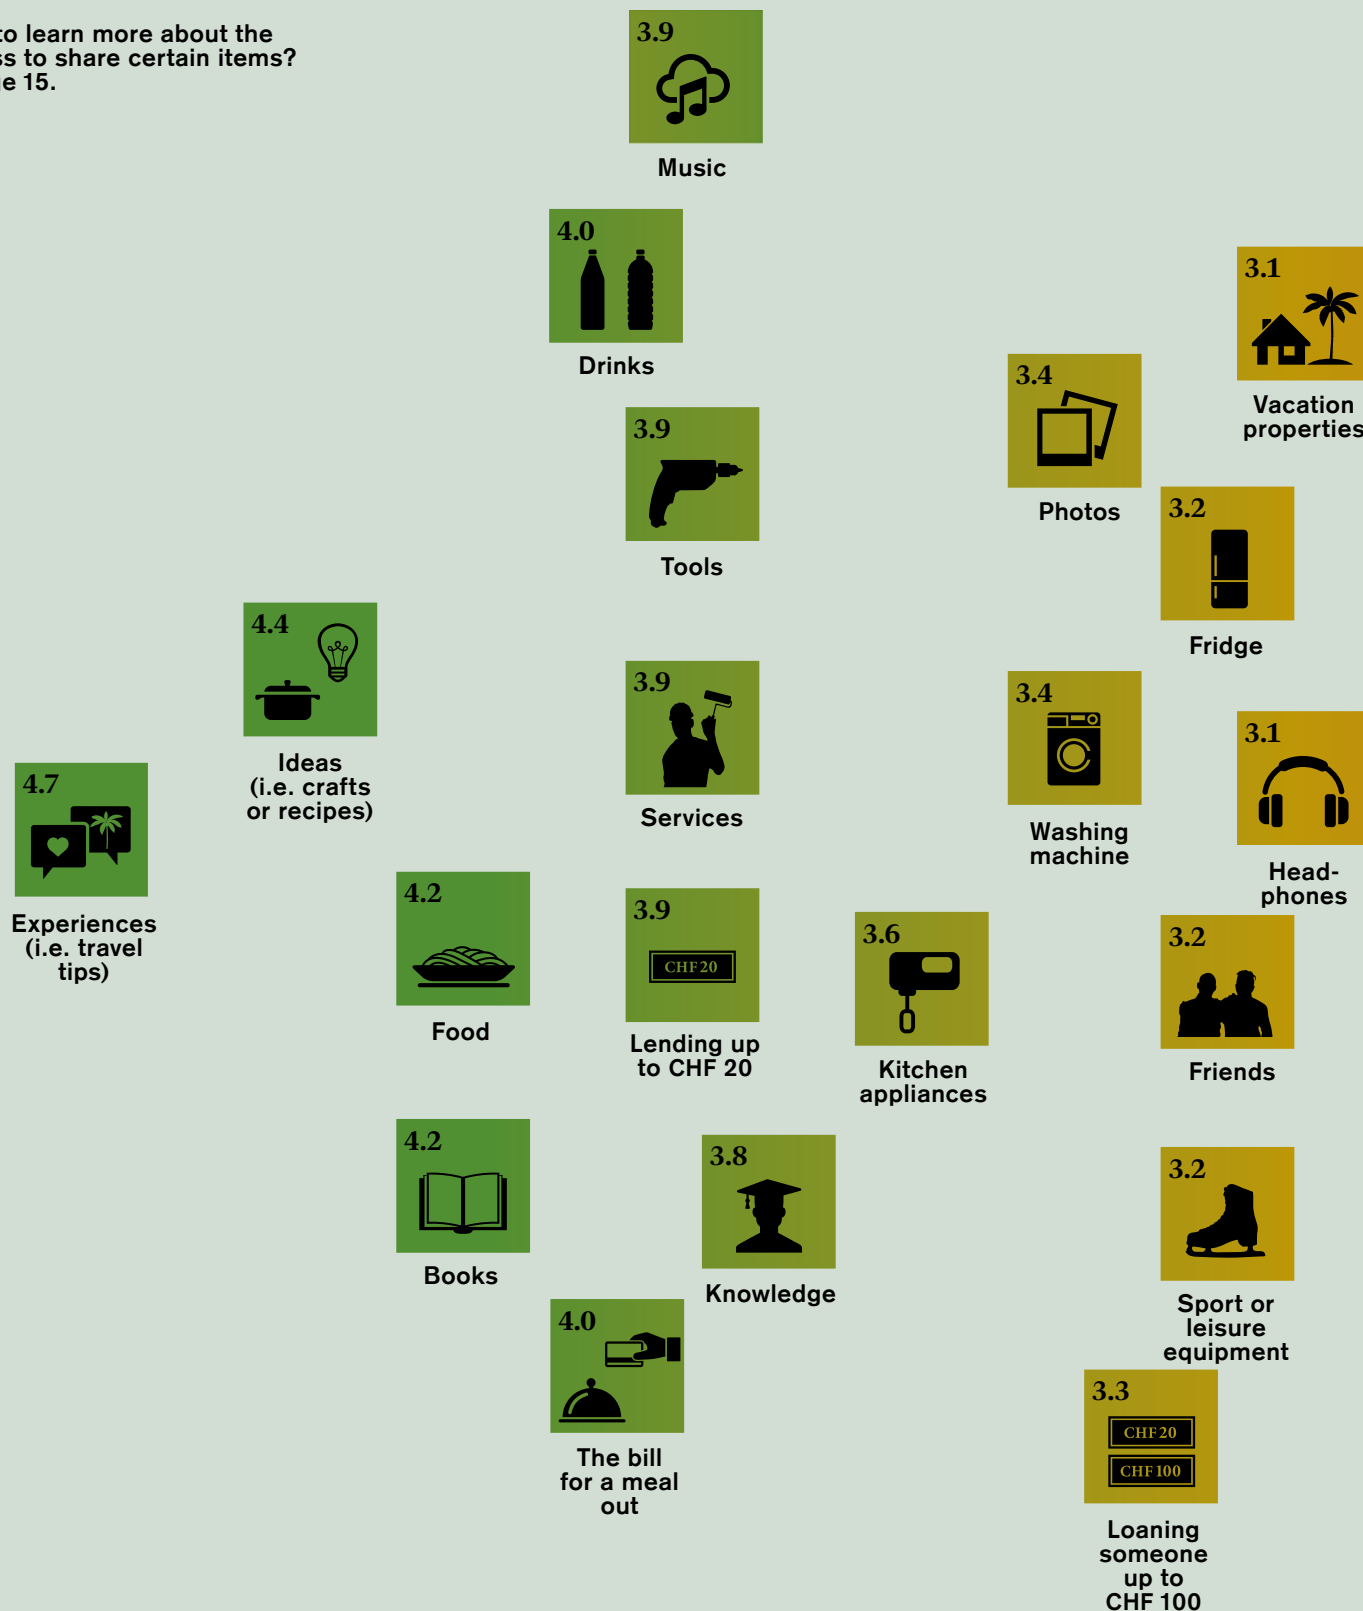 to learn more about the
to share certain items?
15.
3.9
Music
4.0
Drinks
3.1
Vacation
properties
3.4
Photos
3.9
Tools
3.2
Fridge
4.4
Ideas
(i.e. crafts
or recipes)
3.9
Services
3.4
Washing
machine
3.1
Head-
phones
4.7
Experiences
(i.e. travel
tips)
4.2
Food
3.9
CHF 20
Lending up
to CHF 20
3.6
Kitchen
appliances
3.2
Friends
4.2
Books
3.8
Knowledge
3.2
Sport or
leisure
equipment
4.0
The bill
for a meal
out
3.3
CHF 20
CHF 100
Loaning
someone
up to
CHF 100